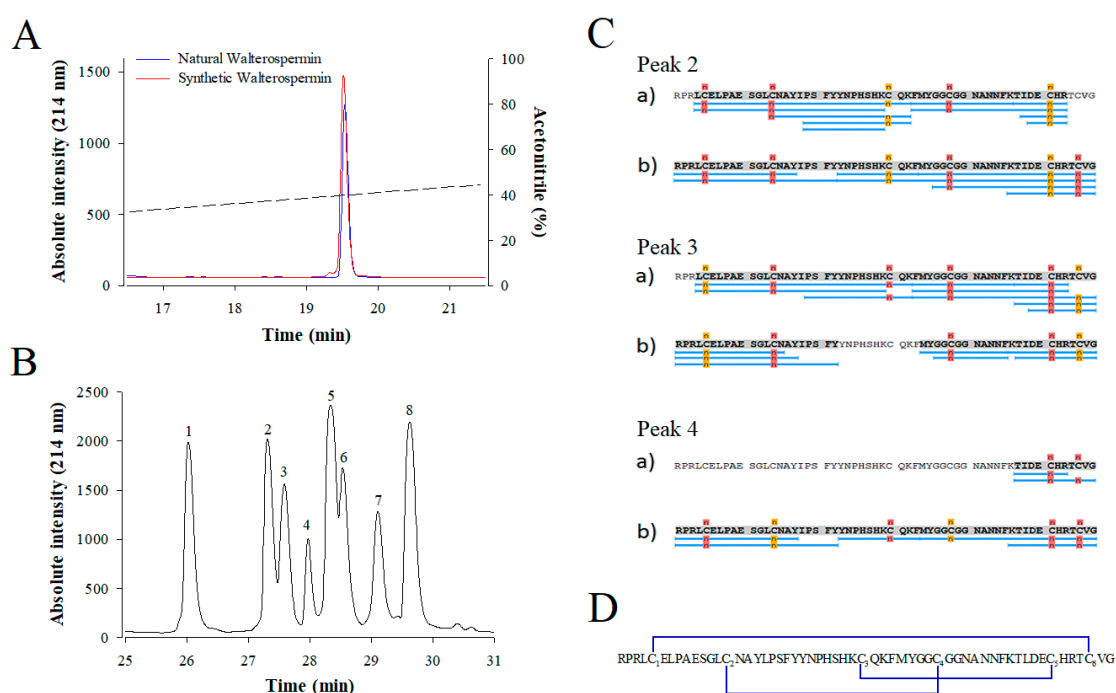 A
Natural Walterospermin
Synthetic Walterospermin
Absolute intensity (214 nm)
1500
1000
500
0
100
80
60
40
20
0
Acetonitrile (%)
17 18 19 20 21
Time (min)
B
Absolute intensity (214 nm)
2500
2000
1500
1000
500
0
1 2 3 4 5 6 7 8
25 26 27 28 29 30 31
Time (min)
C
Peak 2
n n n n n
a) RPRLCELPAE SGLCNAYIPS FYYNPHSHKC QKFMYGGCGG NANNFKTIDE CHRTCVG
n n n n n n
b) RPRLCELPAE SGLCNAYIPS FYYNPHSHKC QKFMYGGCGG NANNFKTIDE CHRTCVG
Peak 3
n n n n n n
a) RPRLCELPAE SGLCNAYIPS FYYNPHSHKC QKFMYGGCGG NANNFKTIDE CHRTCVG
n n n n n
b) RPRLCELPAE SGLCNAYIPS FYYNPHSHKC QKFMYGGCGG NANNFKTIDE CHRTCVG
Peak 4
n n
a) RPRLCELPAE SGLCNAYIPS FYYNPHSHKC QKFMYGGCGG NANNFKTIDE CHRTCVG
n n n n n n
b) RPRLCELPAE SGLCNAYIPS FYYNPHSHKC QKFMYGGCGG NANNFKTIDE CHRTCVG
D
RPRLC₁ELPAESGLC₂NAYLPSFYYNPHSHKC₃QKFMYGGC₄GGNANNFKTLDEC₅HRTC₆VG